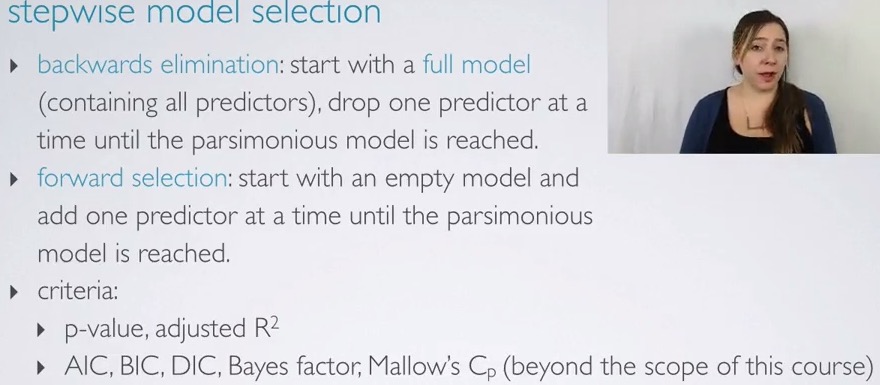 stepwise model selection
backwards elimination: start with a full model
(containing all predictors), drop one predictor at a
time until the parsimonious model is reached.
forward selection: start with an empty model and
add one predictor at a time until the parsimonious
model is reached.
criteria:
p-value, adjusted R²
AIC, BIC, DIC, Bayes factor, Mallow's Cₚ (beyond the scope of this course)